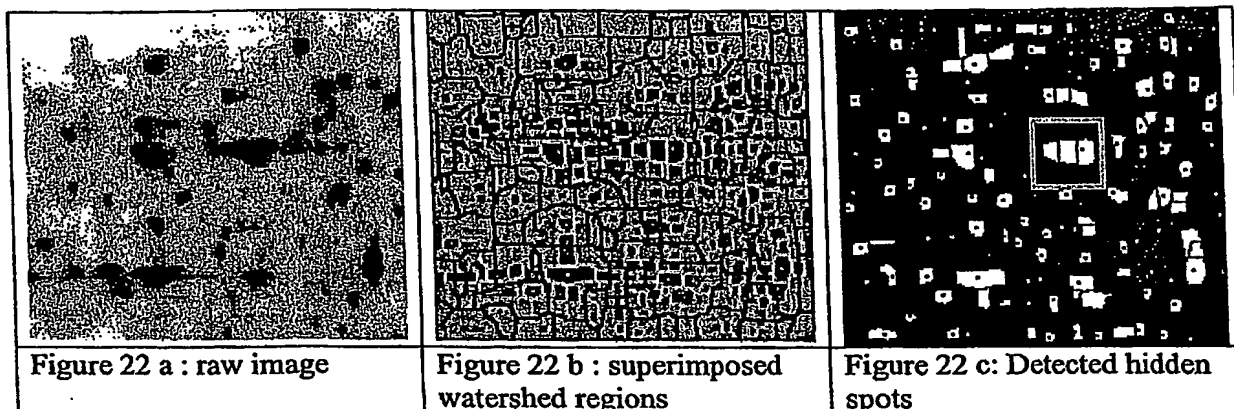 Figure 22 a : raw image
Figure 22 b : superimposed
watershed regions
Figure 22 c: Detected hidden
spots